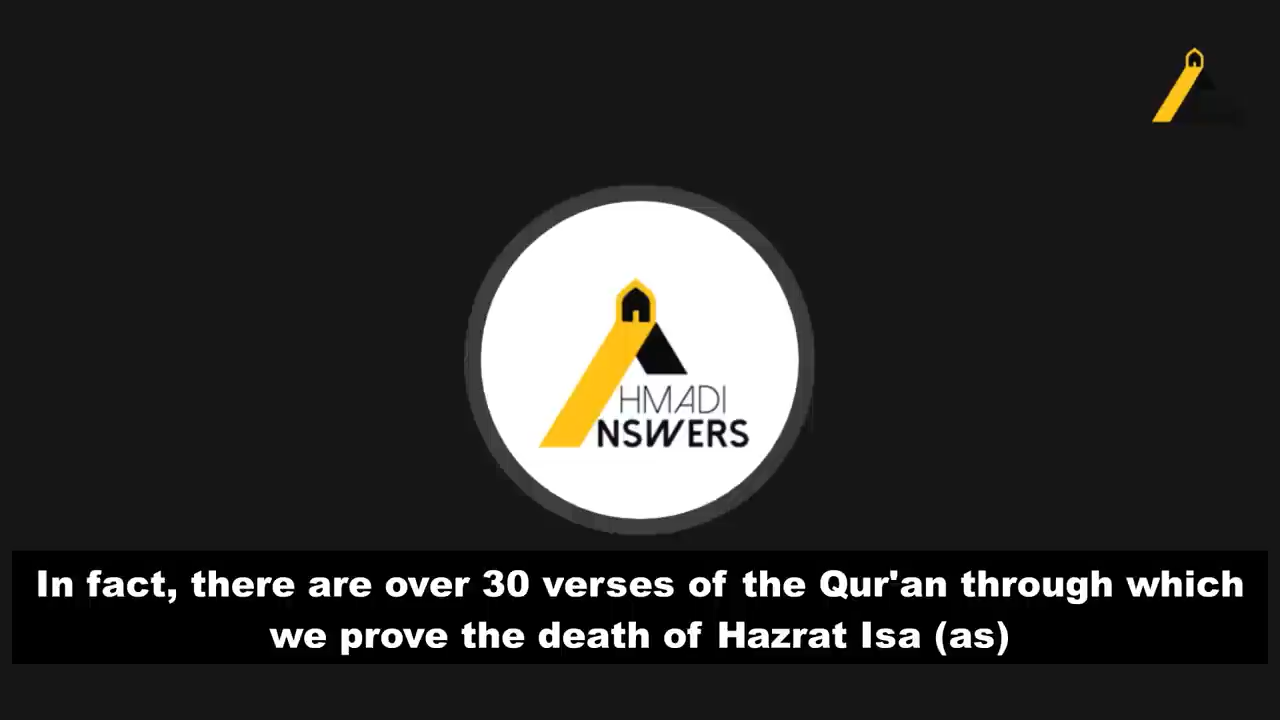 HMADI
NSWERS
In fact, there are over 30 verses of the Qur'an through which
we prove the death of Hazrat Isa (as)